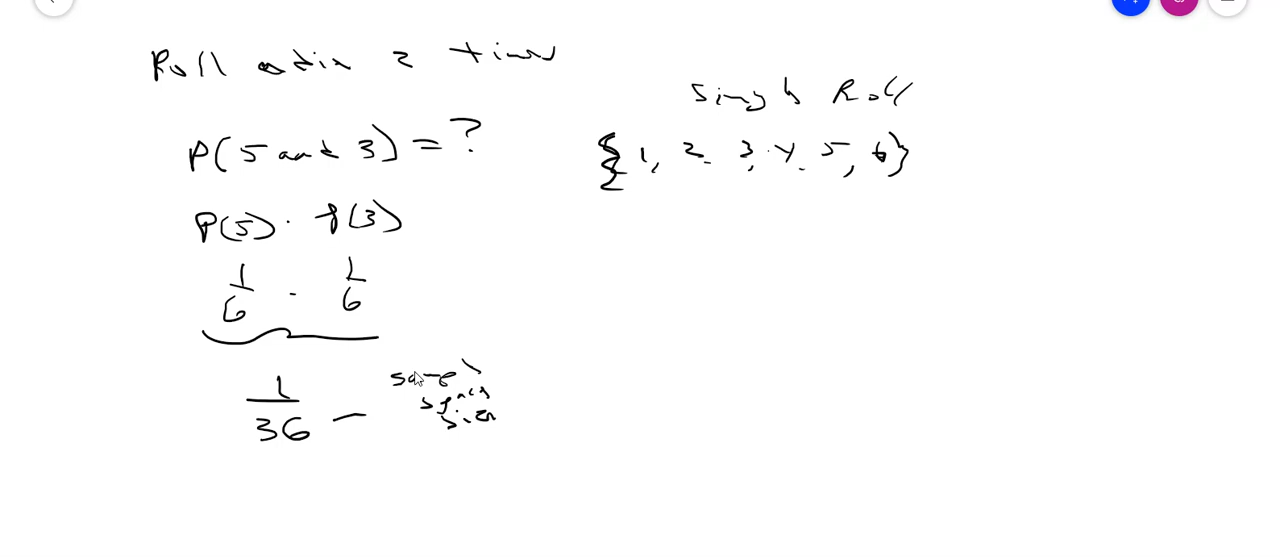 Roll a die 2 times
P(5 and 3) = ?
P(5) · P(3)
1/6 · 1/6
1/36 — sample
space
size
Single Roll
{1, 2, 3, 4, 5, 6}